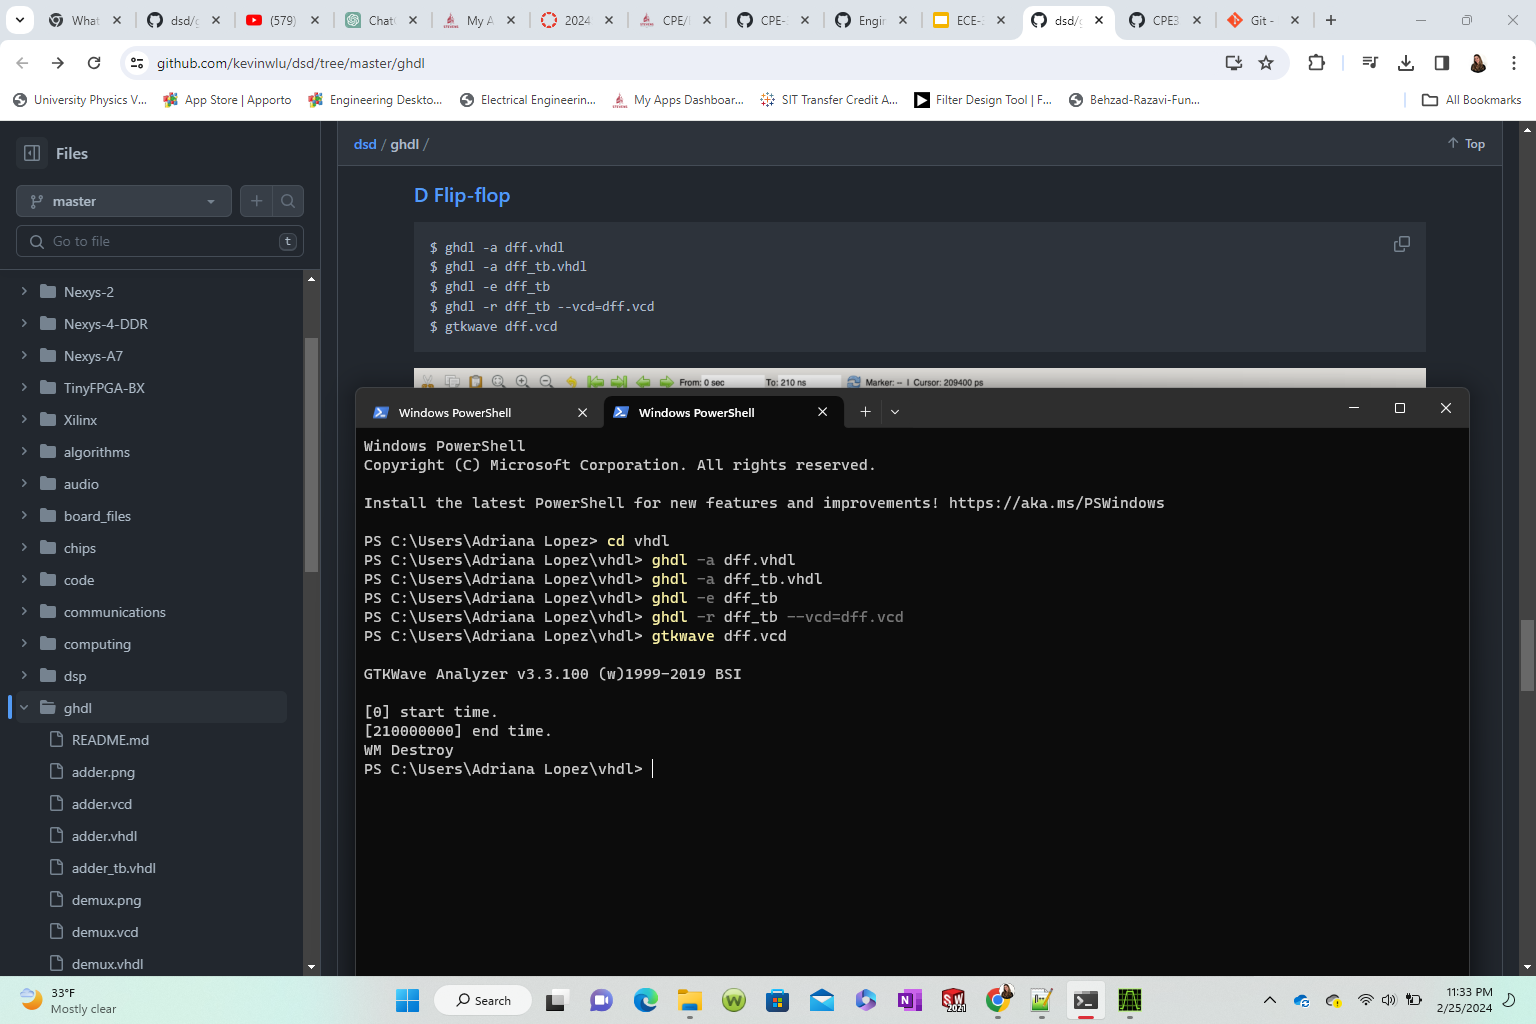 What
dsd/g
(579)
ChatG
My A
2024
CPE/
CPE-
Engin
ECE-
dsd/g
CPE3
Git -
github.com/kevinwlu/dsd/tree/master/ghdl
University Physics V...
App Store | Apporto
Engineering Deskto...
Electrical Engineerin...
My Apps Dashboar...
SIT Transfer Credit A...
Filter Design Tool | F...
Behzad-Razavi-Fun...
All Bookmarks
Files
master
Go to file
t
Nexys-2
Nexys-4-DDR
Nexys-A7
TinyFPGA-BX
Xilinx
algorithms
audio
board_files
chips
code
communications
computing
dsp
ghdl
README.md
adder.png
adder.vcd
adder.vhdl
adder_tb.vhdl
demux.png
demux.vcd
demux.vhdl
dsd / ghdl /
Top
D Flip-flop
$ ghdl -a dff.vhdl
$ ghdl -a dff_tb.vhdl
$ ghdl -e dff_tb
$ ghdl -r dff_tb --vcd=dff.vcd
$ gtkwave dff.vcd
From: 0 sec To: 210 ns Marker: -- | Cursor: 209400 ps
Windows PowerShell
Windows PowerShell
Windows PowerShell
Copyright (C) Microsoft Corporation. All rights reserved.
Install the latest PowerShell for new features and improvements! https://aka.ms/PSWindows
PS C:\Users\Adriana Lopez> cd vhdl
PS C:\Users\Adriana Lopez\vhdl> ghdl -a dff.vhdl
PS C:\Users\Adriana Lopez\vhdl> ghdl -a dff_tb.vhdl
PS C:\Users\Adriana Lopez\vhdl> ghdl -e dff_tb
PS C:\Users\Adriana Lopez\vhdl> ghdl -r dff_tb --vcd=dff.vcd
PS C:\Users\Adriana Lopez\vhdl> gtkwave dff.vcd
GTKWave Analyzer v3.3.100 (w)1999-2019 BSI
[0] start time.
[210000000] end time.
WM Destroy
PS C:\Users\Adriana Lopez\vhdl>
33°F
Mostly clear
Search
11:33 PM
2/25/2024